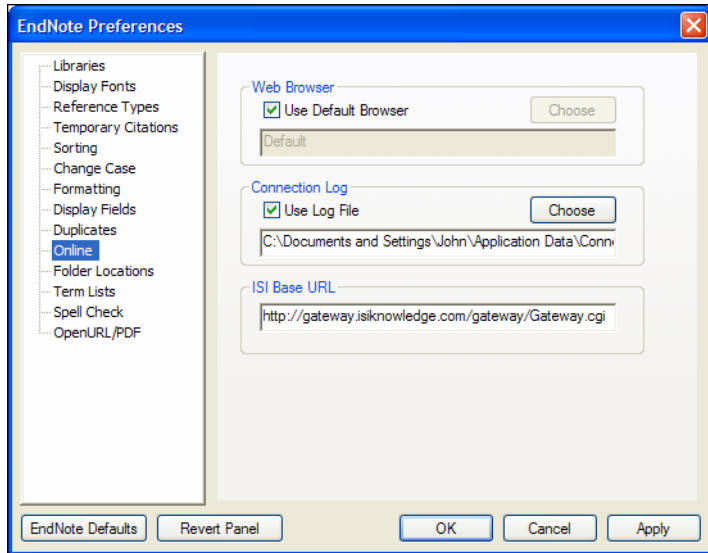 EndNote Preferences
Libraries
Display Fonts
Reference Types
Temporary Citations
Sorting
Change Case
Formatting
Display Fields
Duplicates
Online
Folder Locations
Term Lists
Spell Check
OpenURL/PDF
Web Browser
Use Default Browser
Choose
Default
Connection Log
Use Log File
Choose
C:\Documents and Settings\John\Application Data\Conn
ISI Base URL
http://gateway.isiknowledge.com/gateway/Gateway.cgi
EndNote Defaults
Revert Panel
OK
Cancel
Apply